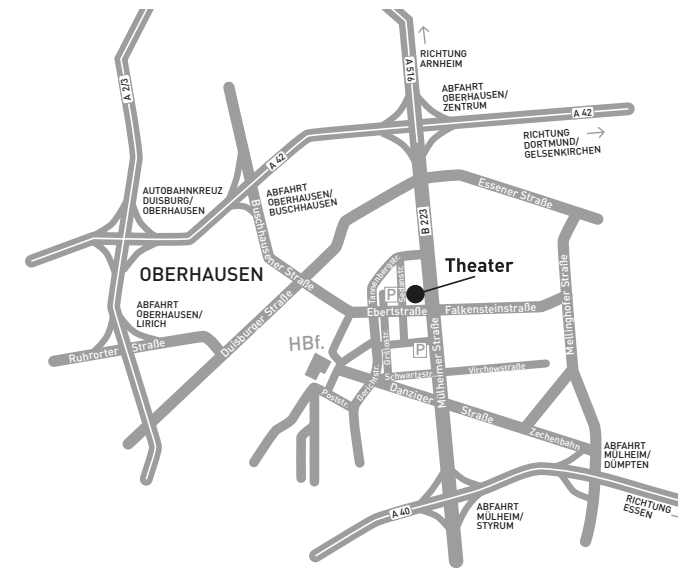 RICHTUNG
ARNHEIM
A 516
A 2/3
ABFAHRT
OBERHAUSEN/
ZENTRUM
A 42
RICHTUNG
DORTMUND/
GELSENKIRCHEN
A 42
AUTOBAHNKREUZ
DUISBURG/
OBERHAUSEN
ABFAHRT
OBERHAUSEN/
BUSCHHAUSEN
Essener Straße
B 223
Buschhausener Straße
OBERHAUSEN
Theater
Tannenbergstr.
Sedanstr.
P
Ebertstraße
Falkensteinstraße
Mellinghofer Straße
ABFAHRT
OBERHAUSEN/
LIRICH
Ruhrorter Straße
Duisburger Straße
HBf.
Grillostr.
P
Mülheimer Straße
Schwartzstr.
Virchowstraße
Gerichtstr.
Poststr.
Danziger Straße
Zechenbahn
ABFAHRT
MÜLHEIM/
DÜMPTEN
RICHTUNG
ESSEN
A 40
ABFAHRT
MÜLHEIM/
STYRUM